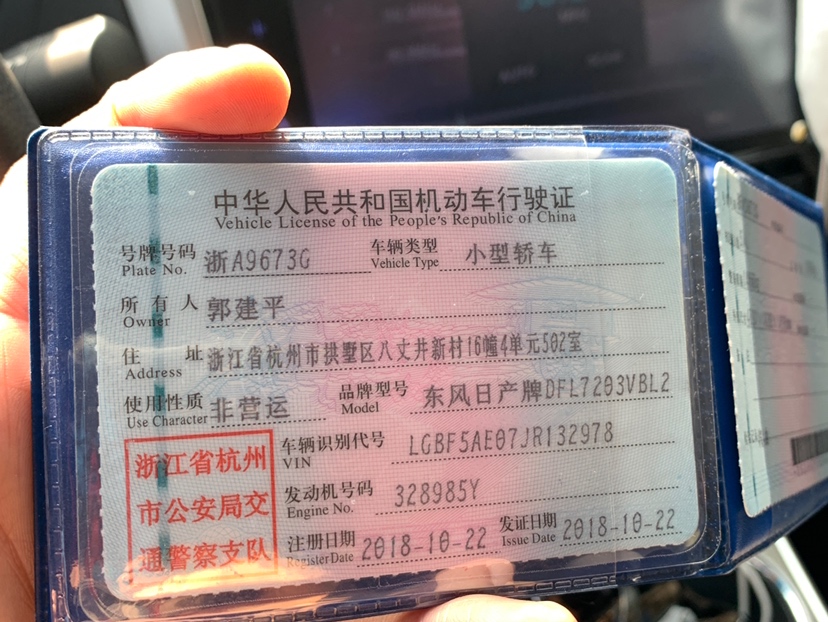 中华人民共和国机动车行驶证
Vehicle License of the People's Republic of China
号牌号码 浙A9673G 车辆类型 小型轿车
Plate No. Vehicle Type
所有人 郭建平
Owner
住址 浙江省杭州市拱墅区八丈井新村16幢4单元502室
Address
使用性质 非营运 品牌型号 东风日产牌DFL7203VBL2
Use Character Model
浙江省杭州
市公安局交
通警察支队
车辆识别代号 LGBF5AE07JR132978
VIN
发动机号码 328985Y
Engine No.
注册日期 2018-10-22 发证日期 2018-10-22
Register Date Issue Date